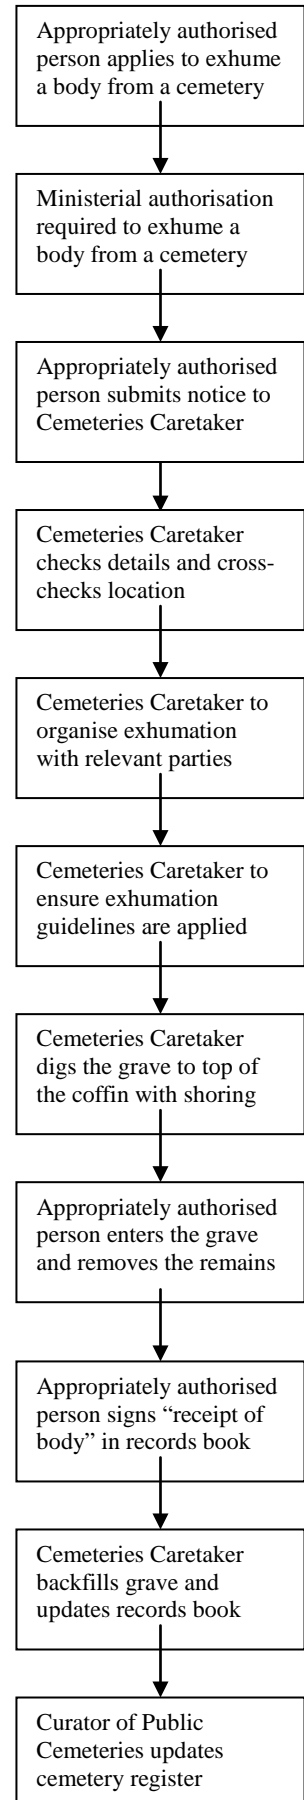 Appropriately authorised
person applies to exhume
a body from a cemetery
Ministerial authorisation
required to exhume a
body from a cemetery
Appropriately authorised
person submits notice to
Cemeteries Caretaker
Cemeteries Caretaker
checks details and cross-
checks location
Cemeteries Caretaker to
organise exhumation
with relevant parties
Cemeteries Caretaker to
ensure exhumation
guidelines are applied
Cemeteries Caretaker
digs the grave to top of
the coffin with shoring
Appropriately authorised
person enters the grave
and removes the remains
Appropriately authorised
person signs “receipt of
body” in records book
Cemeteries Caretaker
backfills grave and
updates records book
Curator of Public
Cemeteries updates
cemetery register